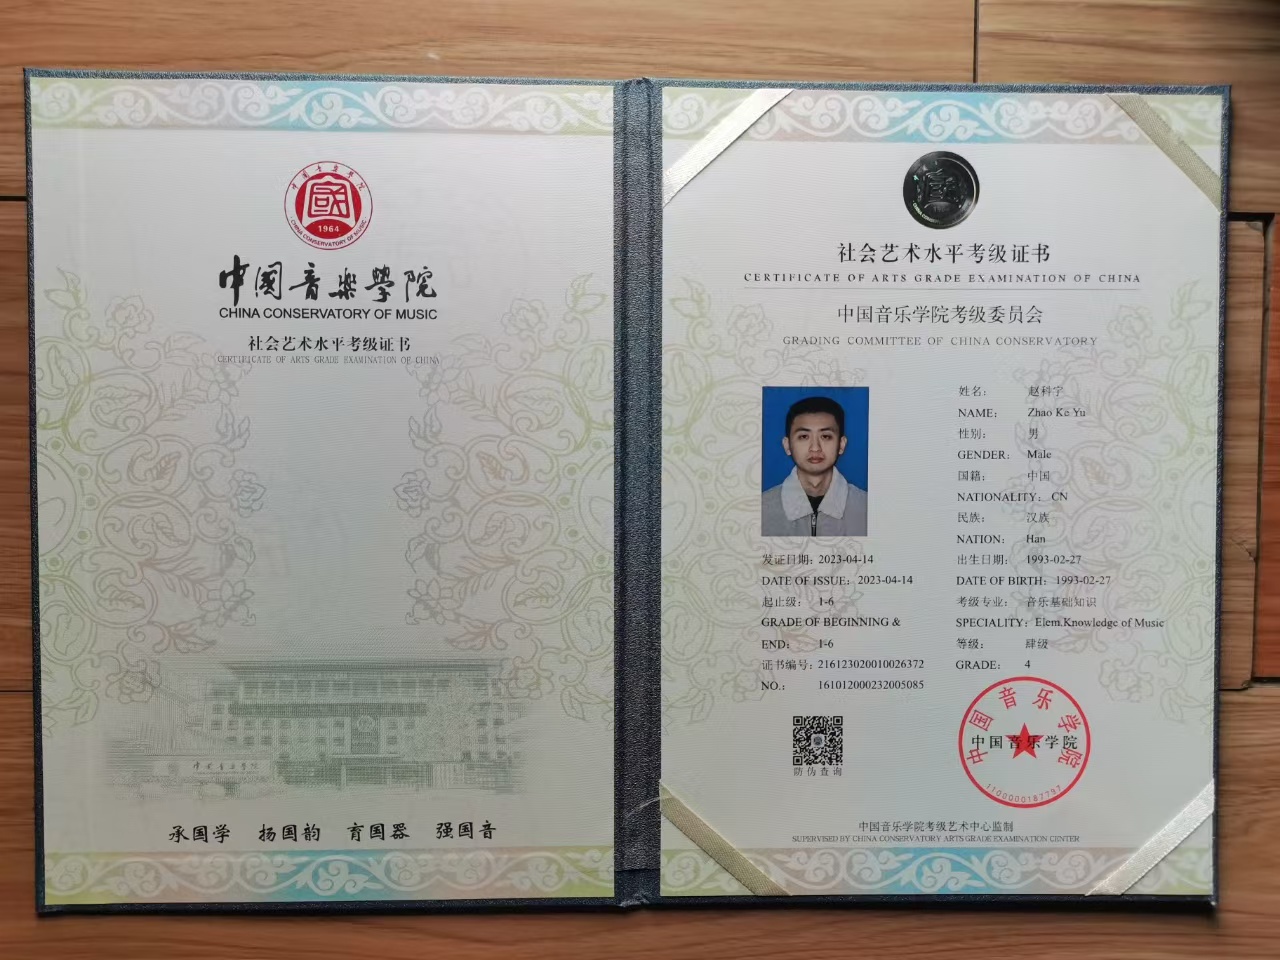 中国音乐学院
CHINA CONSERVATORY OF MUSIC
1964
中國音樂學院
CHINA CONSERVATORY OF MUSIC
社会艺术水平考级证书
CERTIFICATE OF ARTS GRADE EXAMINATION OF CHINA
中国音乐学院
承国学 扬国韵 育国器 强国音
社会艺术水平考级证书
CERTIFICATE OF ARTS GRADE EXAMINATION OF CHINA
中国音乐学院考级委员会
GRADING COMMITTEE OF CHINA CONSERVATORY
姓名： 赵科宇
NAME： Zhao Ke Yu
性别： 男
GENDER： Male
国籍： 中国
NATIONALITY： CN
民族： 汉族
NATION： Han
发证日期：2023-04-14
出生日期： 1993-02-27
DATE OF ISSUE：2023-04-14
DATE OF BIRTH：1993-02-27
起止级： 1-6
考级专业： 音乐基础知识
GRADE OF BEGINNING &
SPECIALITY：Elem.Knowledge of Music
END： 1-6
等级： 肆级
证书编号：216123020010026372
GRADE： 4
NO.： 161012000232005085
防伪查询
中国音乐学院
中国音乐学院
1100000187797
中国音乐学院考级艺术中心监制
SUPERVISED BY CHINA CONSERVATORY ARTS GRADE EXAMINATION CENTER